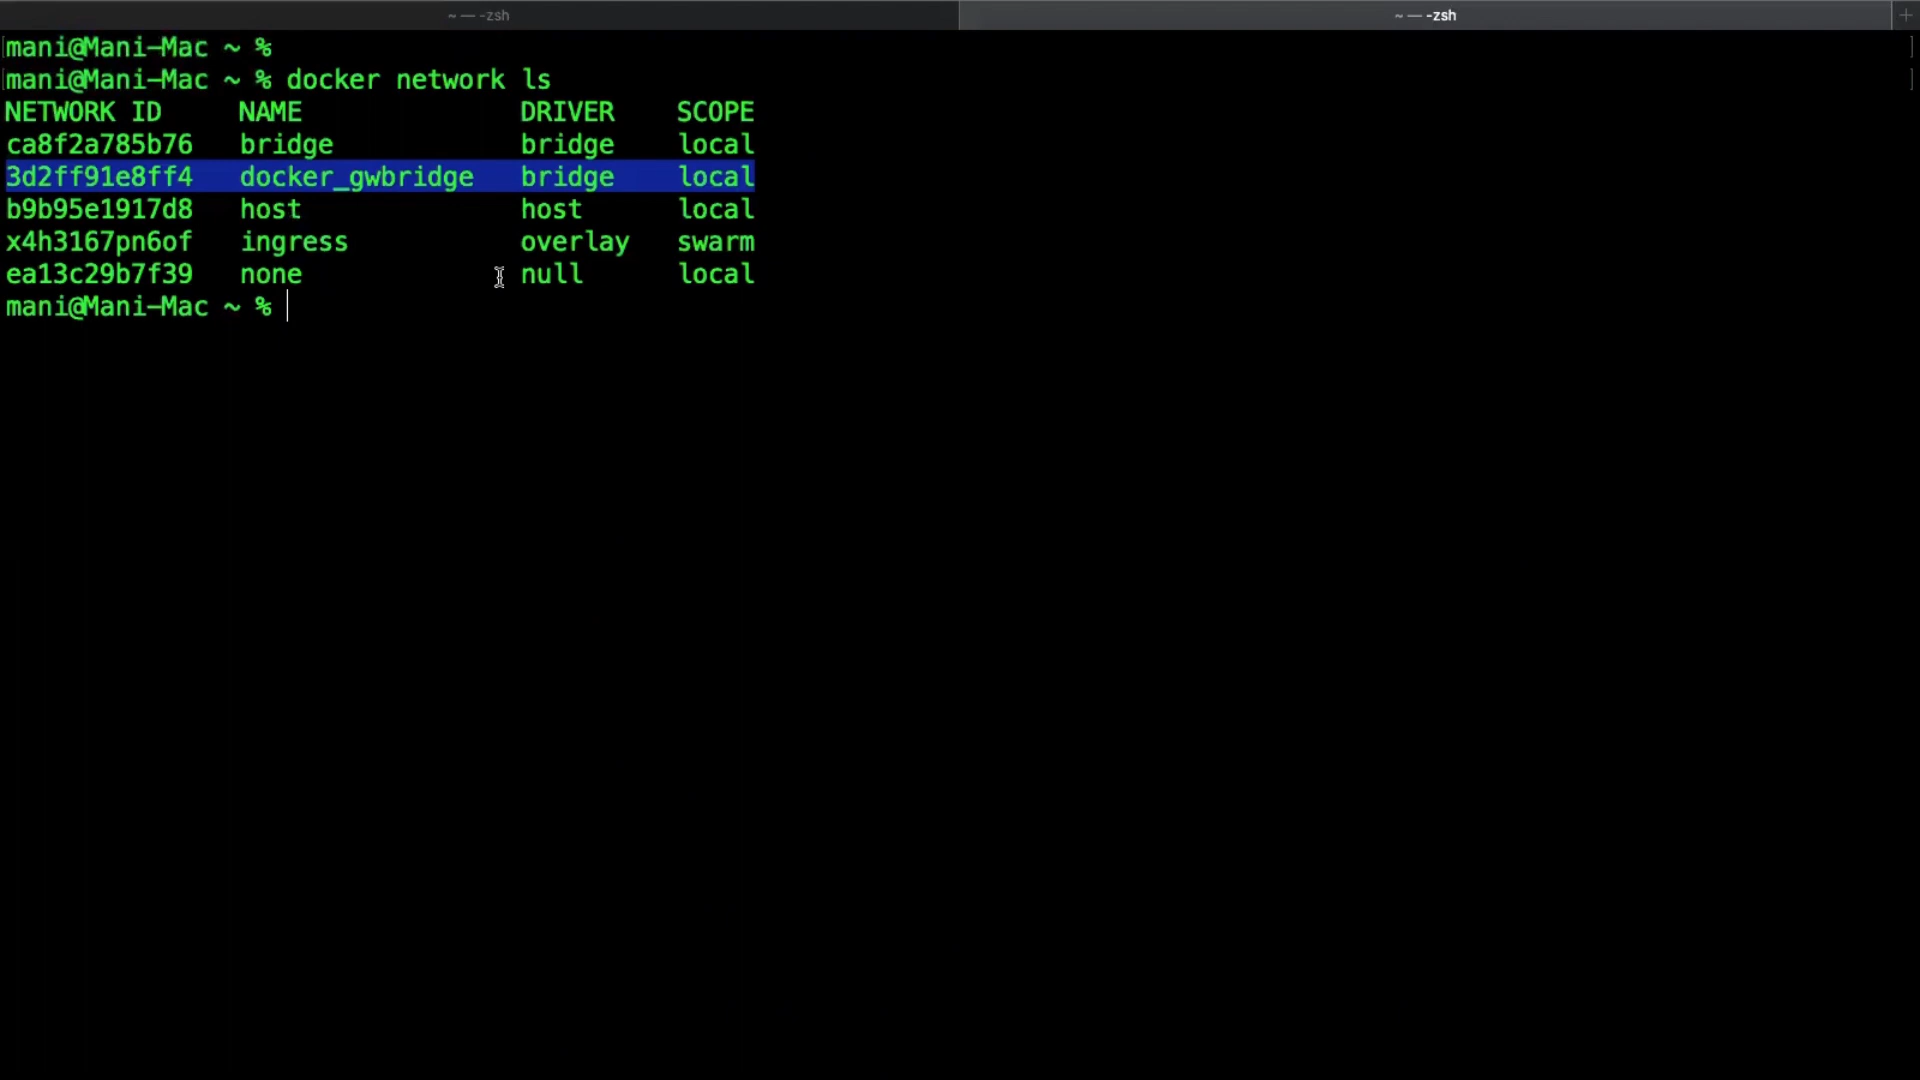 ~ — -zsh ~ — -zsh +
mani@Mani-Mac ~ %
mani@Mani-Mac ~ % docker network ls
NETWORK ID NAME DRIVER SCOPE
ca8f2a785b76 bridge bridge local
3d2ff91e8ff4 docker_gwbridge bridge local
b9b95e1917d8 host host local
x4h3167pn6of ingress overlay swarm
ea13c29b7f39 none null local
mani@Mani-Mac ~ %